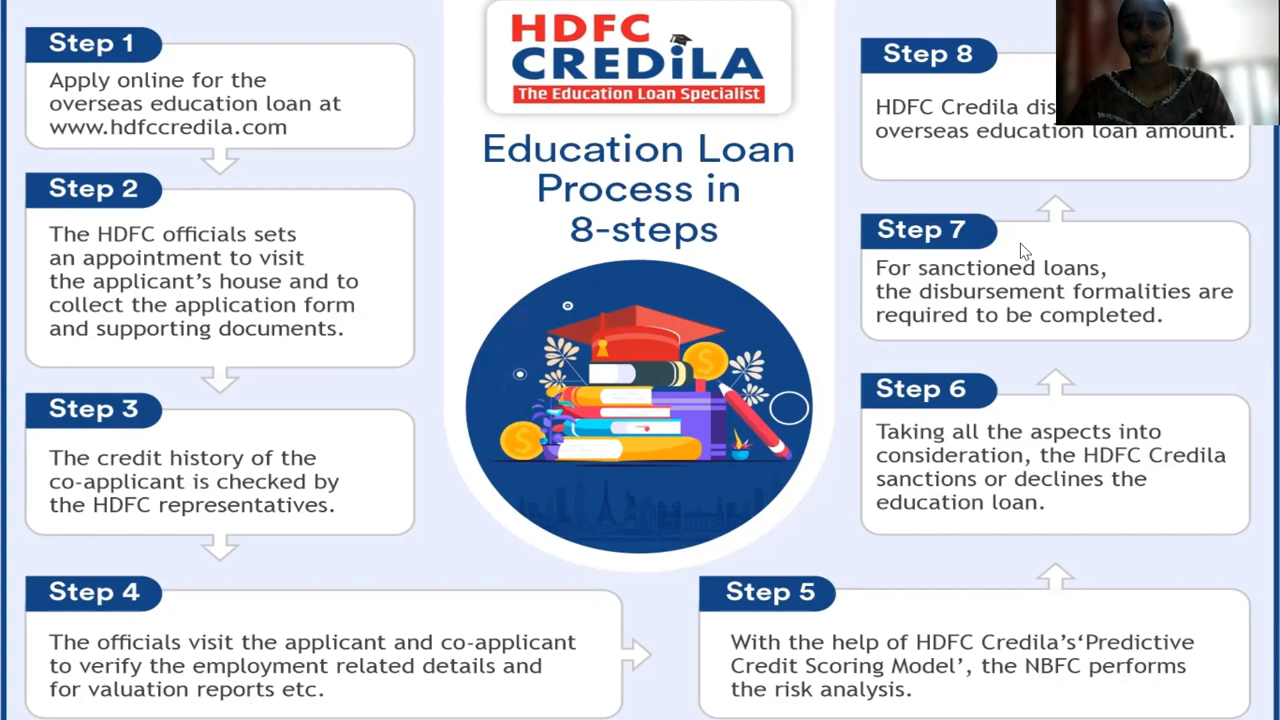 HDFC
CREDiLA
The Education Loan Specialist
Education Loan
Process in
8-steps
Step 1
Apply online for the
overseas education loan at
www.hdfccredila.com
Step 2
The HDFC officials sets
an appointment to visit
the applicant's house and to
collect the application form
and supporting documents.
Step 3
The credit history of the
co-applicant is checked by
the HDFC representatives.
Step 4
The officials visit the applicant and co-applicant
to verify the employment related details and
for valuation reports etc.
Step 5
With the help of HDFC Credila's‘Predictive
Credit Scoring Model’, the NBFC performs
the risk analysis.
Step 6
Taking all the aspects into
consideration, the HDFC Credila
sanctions or declines the
education loan.
Step 7
For sanctioned loans,
the disbursement formalities are
required to be completed.
Step 8
HDFC Credila
overseas education loan amount.